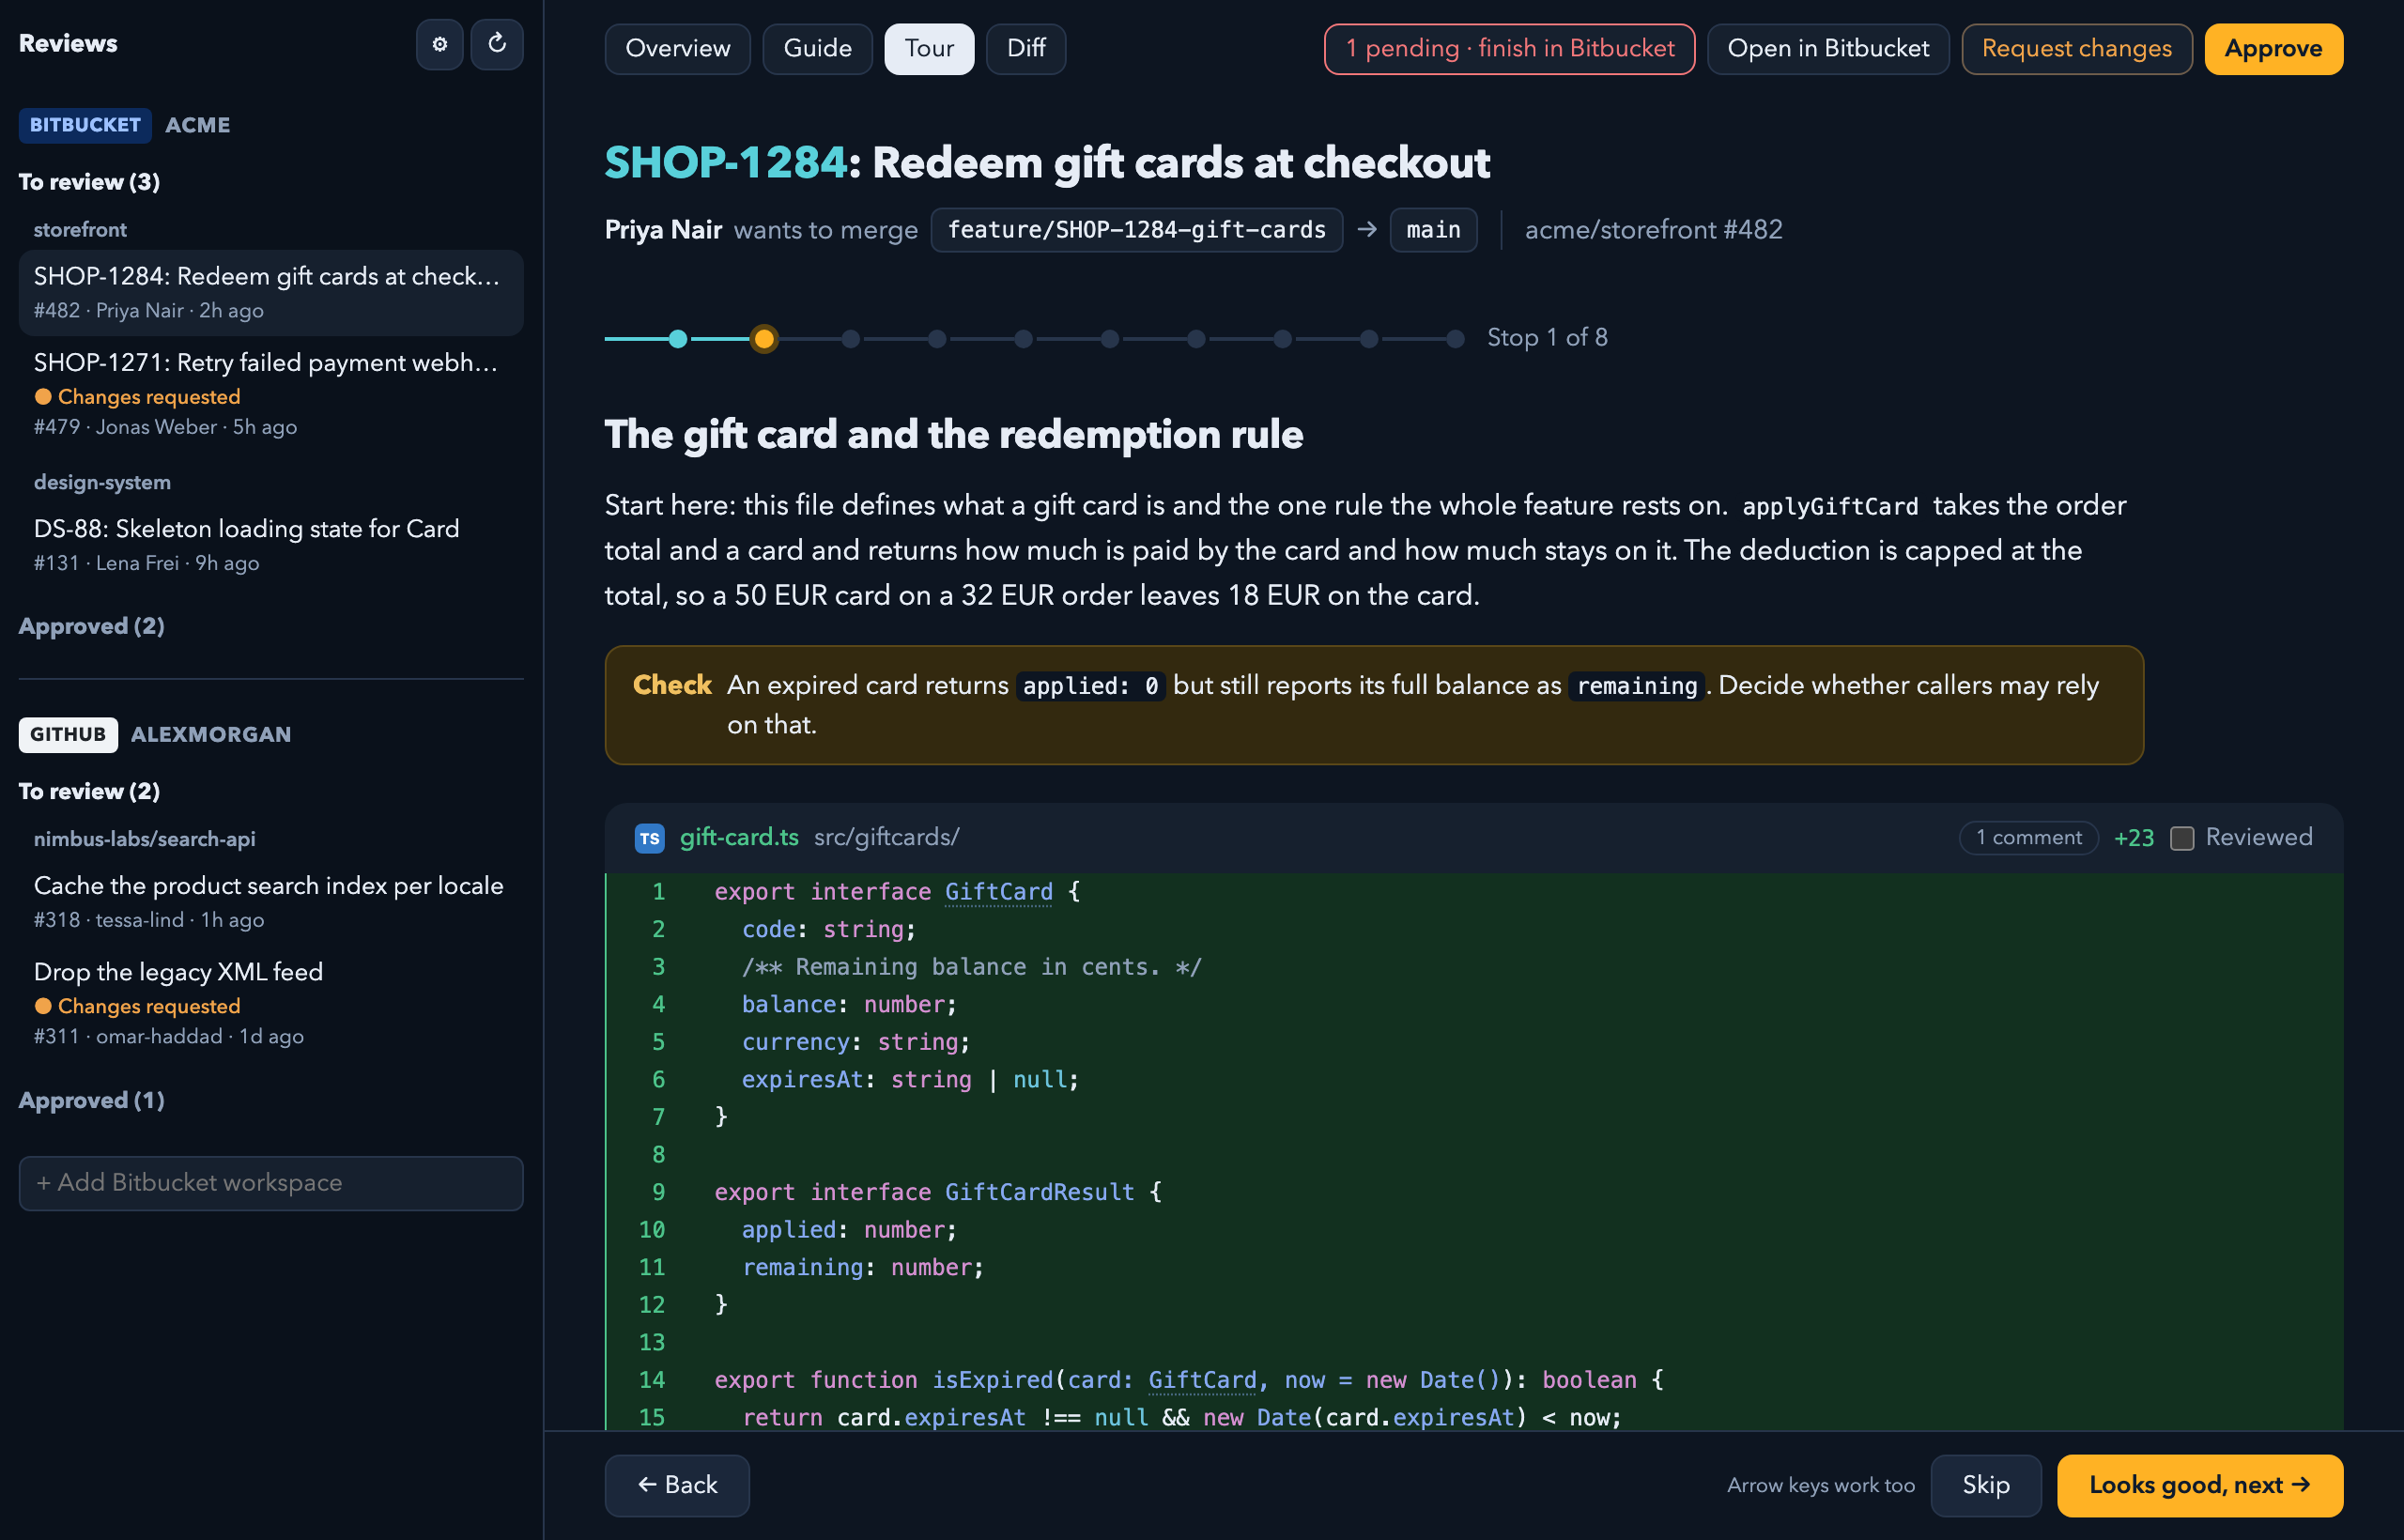 Reviews
BITBUCKET ACME
To review (3)
storefront
SHOP-1284: Redeem gift cards at check…
#482 · Priya Nair · 2h ago
SHOP-1271: Retry failed payment webh…
Changes requested
#479 · Jonas Weber · 5h ago
design-system
DS-88: Skeleton loading state for Card
#131 · Lena Frei · 9h ago
Approved (2)
GITHUB ALEXMORGAN
To review (2)
nimbus-labs/search-api
Cache the product search index per locale
#318 · tessa-lind · 1h ago
Drop the legacy XML feed
Changes requested
#311 · omar-haddad · 1d ago
Approved (1)
+ Add Bitbucket workspace
Overview Guide Tour Diff
1 pending · finish in Bitbucket Open in Bitbucket Request changes Approve
SHOP-1284: Redeem gift cards at checkout
Priya Nair wants to merge feature/SHOP-1284-gift-cards → main acme/storefront #482
Stop 1 of 8
The gift card and the redemption rule
Start here: this file defines what a gift card is and the one rule the whole feature rests on. applyGiftCard takes the order
total and a card and returns how much is paid by the card and how much stays on it. The deduction is capped at the
total, so a 50 EUR card on a 32 EUR order leaves 18 EUR on the card.
Check An expired card returns applied: 0 but still reports its full balance as remaining. Decide whether callers may rely
on that.
TS gift-card.ts src/giftcards/ 1 comment +23 Reviewed
1 export interface GiftCard {
2 code: string;
3 /** Remaining balance in cents. */
4 balance: number;
5 currency: string;
6 expiresAt: string | null;
7 }
8
9 export interface GiftCardResult {
10 applied: number;
11 remaining: number;
12 }
13
14 export function isExpired(card: GiftCard, now = new Date()): boolean {
15 return card.expiresAt !== null && new Date(card.expiresAt) < now;
← Back Arrow keys work too Skip Looks good, next →